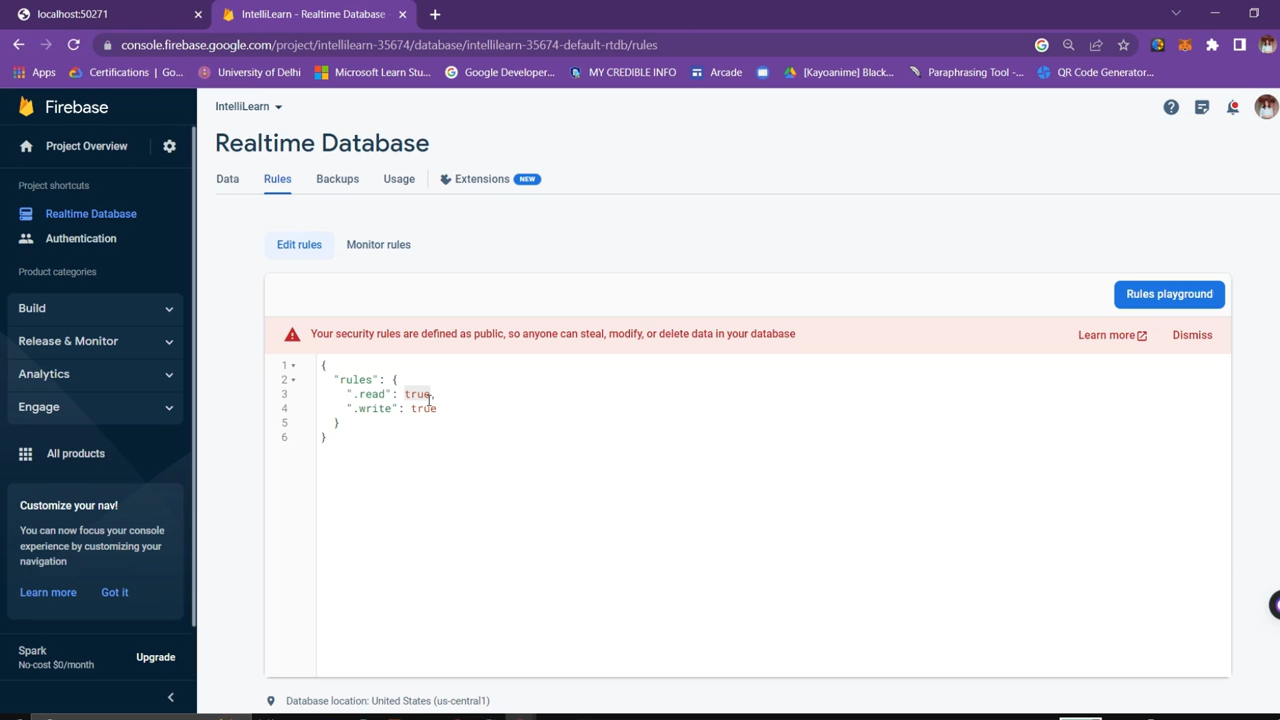 localhost:50271
IntelliLearn - Realtime Database
console.firebase.google.com/project/intellilearn-35674/database/intellilearn-35674-default-rtdb/rules
Apps
Certifications | Go...
University of Delhi
Microsoft Learn Stu...
Google Developer...
MY CREDIBLE INFO
Arcade
[Kayoanime] Black...
Paraphrasing Tool -...
QR Code Generator...
Firebase
IntelliLearn
Project Overview
Realtime Database
Data
Rules
Backups
Usage
Extensions
NEW
Project shortcuts
Realtime Database
Authentication
Product categories
Build
Release & Monitor
Analytics
Engage
All products
Customize your nav!
You can now focus your console
experience by customizing your
navigation
Learn more
Got it
Spark
No-cost $0/month
Upgrade
Edit rules
Monitor rules
Rules playground
Your security rules are defined as public, so anyone can steal, modify, or delete data in your database
Learn more
Dismiss
1 {
2 "rules": {
3 ".read": true,
4 ".write": true
5 }
6 }
Database location: United States (us-central1)